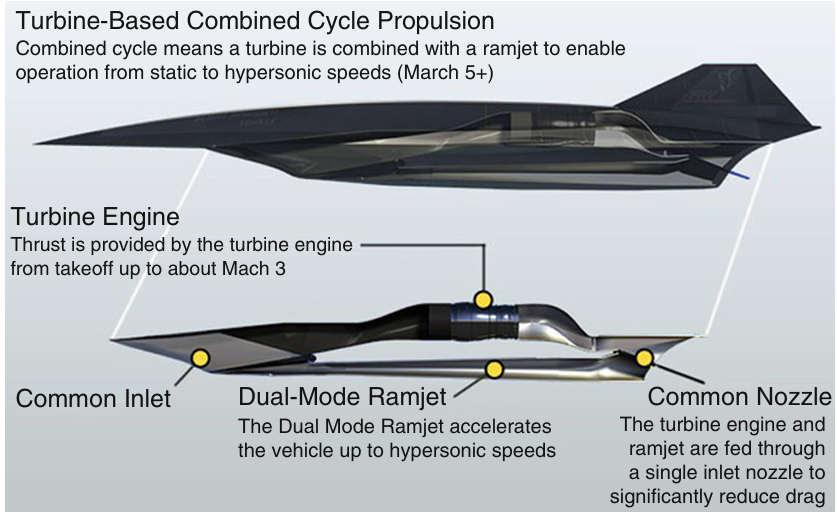 Turbine-Based Combined Cycle Propulsion
Combined cycle means a turbine is combined with a ramjet to enable
operation from static to hypersonic speeds (March 5+)
Turbine Engine
Thrust is provided by the turbine engine
from takeoff up to about Mach 3
Common Inlet
Dual-Mode Ramjet
The Dual Mode Ramjet accelerates
the vehicle up to hypersonic speeds
Common Nozzle
The turbine engine and
ramjet are fed through
a single inlet nozzle to
significantly reduce drag